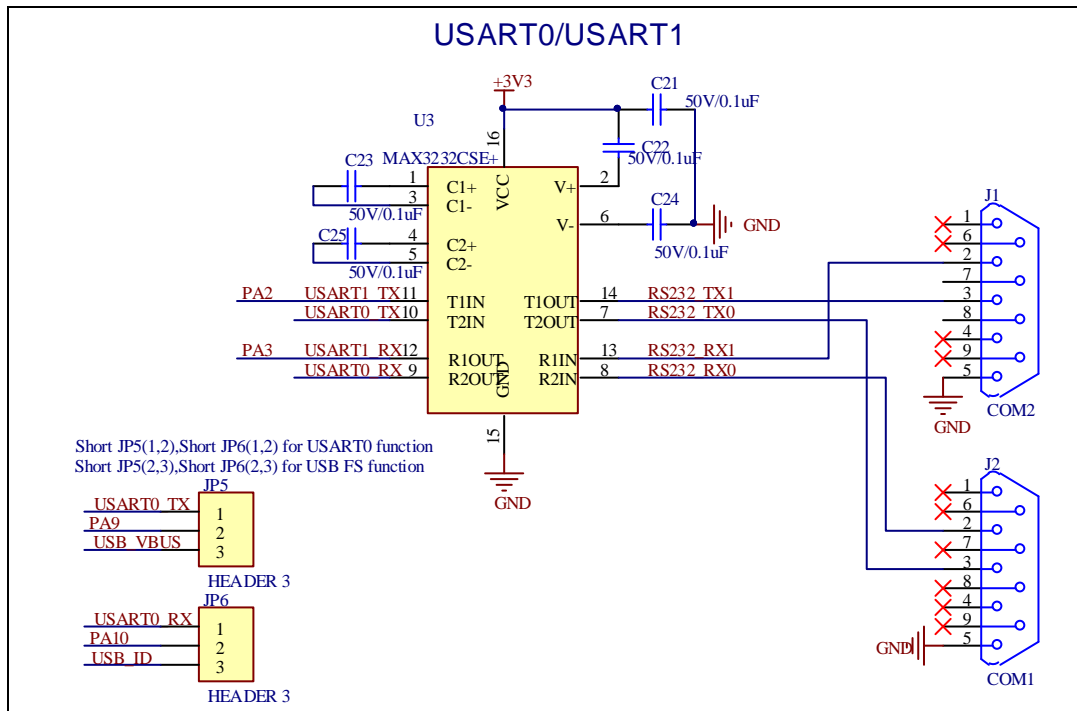 USART0/USART1
+3V3
C21
50V/0.1uF
U3
16
C22
50V/0.1uF
MAX3232CSE+
C23
50V/0.1uF
1
C1+
3
C1-
VCC
V+
2
C24
50V/0.1uF
V-
6
GND
C25
50V/0.1uF
4
C2+
5
C2-
PA2
USART1_TX
11
T1IN
T1OUT
14
RS232_TX1
USART0_TX
10
T2IN
T2OUT
7
RS232_TX0
PA3
USART1_RX
12
R1OUT
R1IN
13
RS232_RX1
USART0_RX
9
R2OUT
R2IN
8
RS232_RX0
GND
15
GND
J1
1
6
2
7
3
8
4
9
5
GND
COM2
Short JP5(1,2),Short JP6(1,2) for USART0 function
Short JP5(2,3),Short JP6(2,3) for USB FS function
JP5
USART0_TX
1
PA9
2
USB_VBUS
3
HEADER 3
JP6
USART0_RX
1
PA10
2
USB_ID
3
HEADER 3
J2
1
6
2
7
3
8
4
9
5
GND
COM1